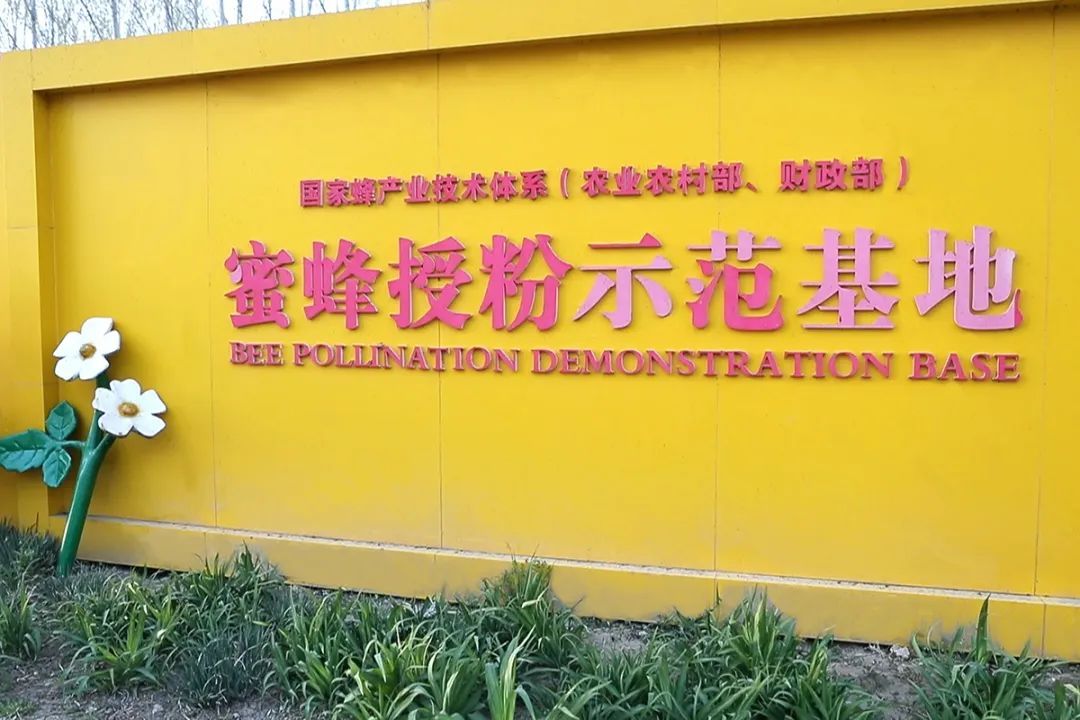 国家蜂产业技术体系（农业农村部、财政部）
蜜蜂授粉示范基地
BEE POLLINATION DEMONSTRATION BASE